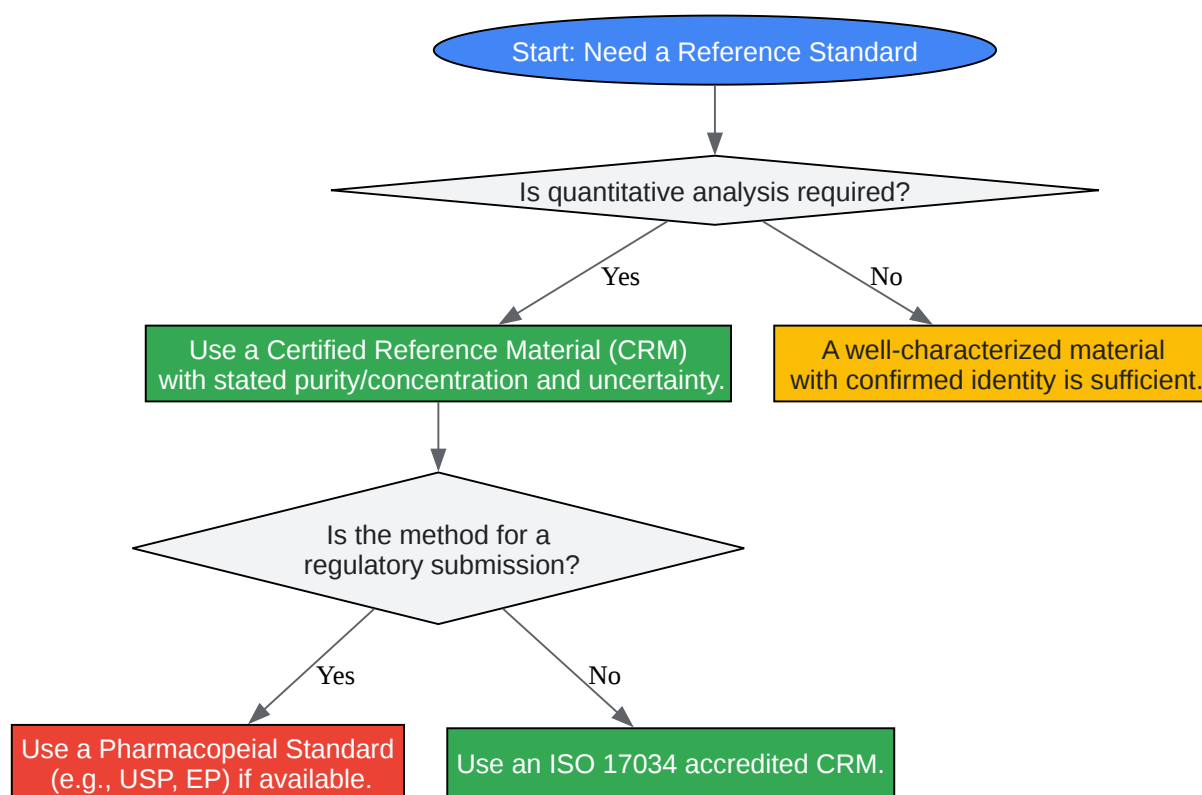 Start: Need a Reference Standard
Is quantitative analysis required?
Yes
No
Use a Certified Reference Material (CRM)
with stated purity/concentration and uncertainty.
A well-characterized material
with confirmed identity is sufficient.
Is the method for a
regulatory submission?
Yes
No
Use a Pharmacopeial Standard
(e.g., USP, EP) if available.
Use an ISO 17034 accredited CRM.